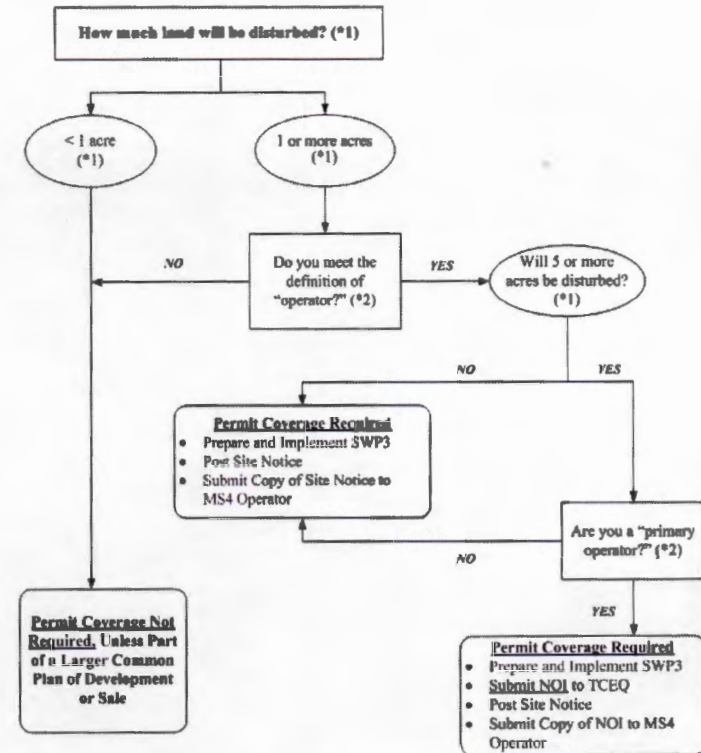 How much land will be disturbed? (*1)
< 1 acre
(*1)
1 or more acres
(*1)
NO
Do you meet the
definition of
“operator?” (*2)
YES
Will 5 or more
acres be disturbed?
(*1)
NO
YES
Permit Coverage Required
• Prepare and Implement SWP3
• Post Site Notice
• Submit Copy of Site Notice to
MS4 Operator
Are you a “primary
operator?” (*2)
NO
YES
Permit Coverage Not
Required, Unless Part
of a Larger Common
Plan of Development
or Sale
Permit Coverage Required
• Prepare and Implement SWP3
• Submit NOI to TCEQ
• Post Site Notice
• Submit Copy of NOI to MS4
Operator